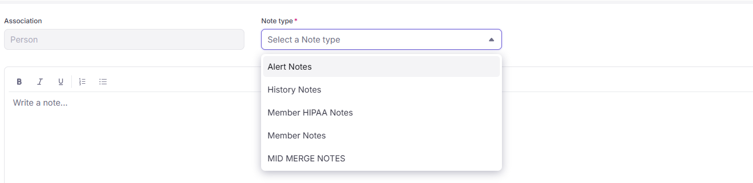 Association
Note type*
Person
Select a Note type
Alert Notes
B I U
History Notes
Write a note...
Member HIPAA Notes
Member Notes
MID MERGE NOTES